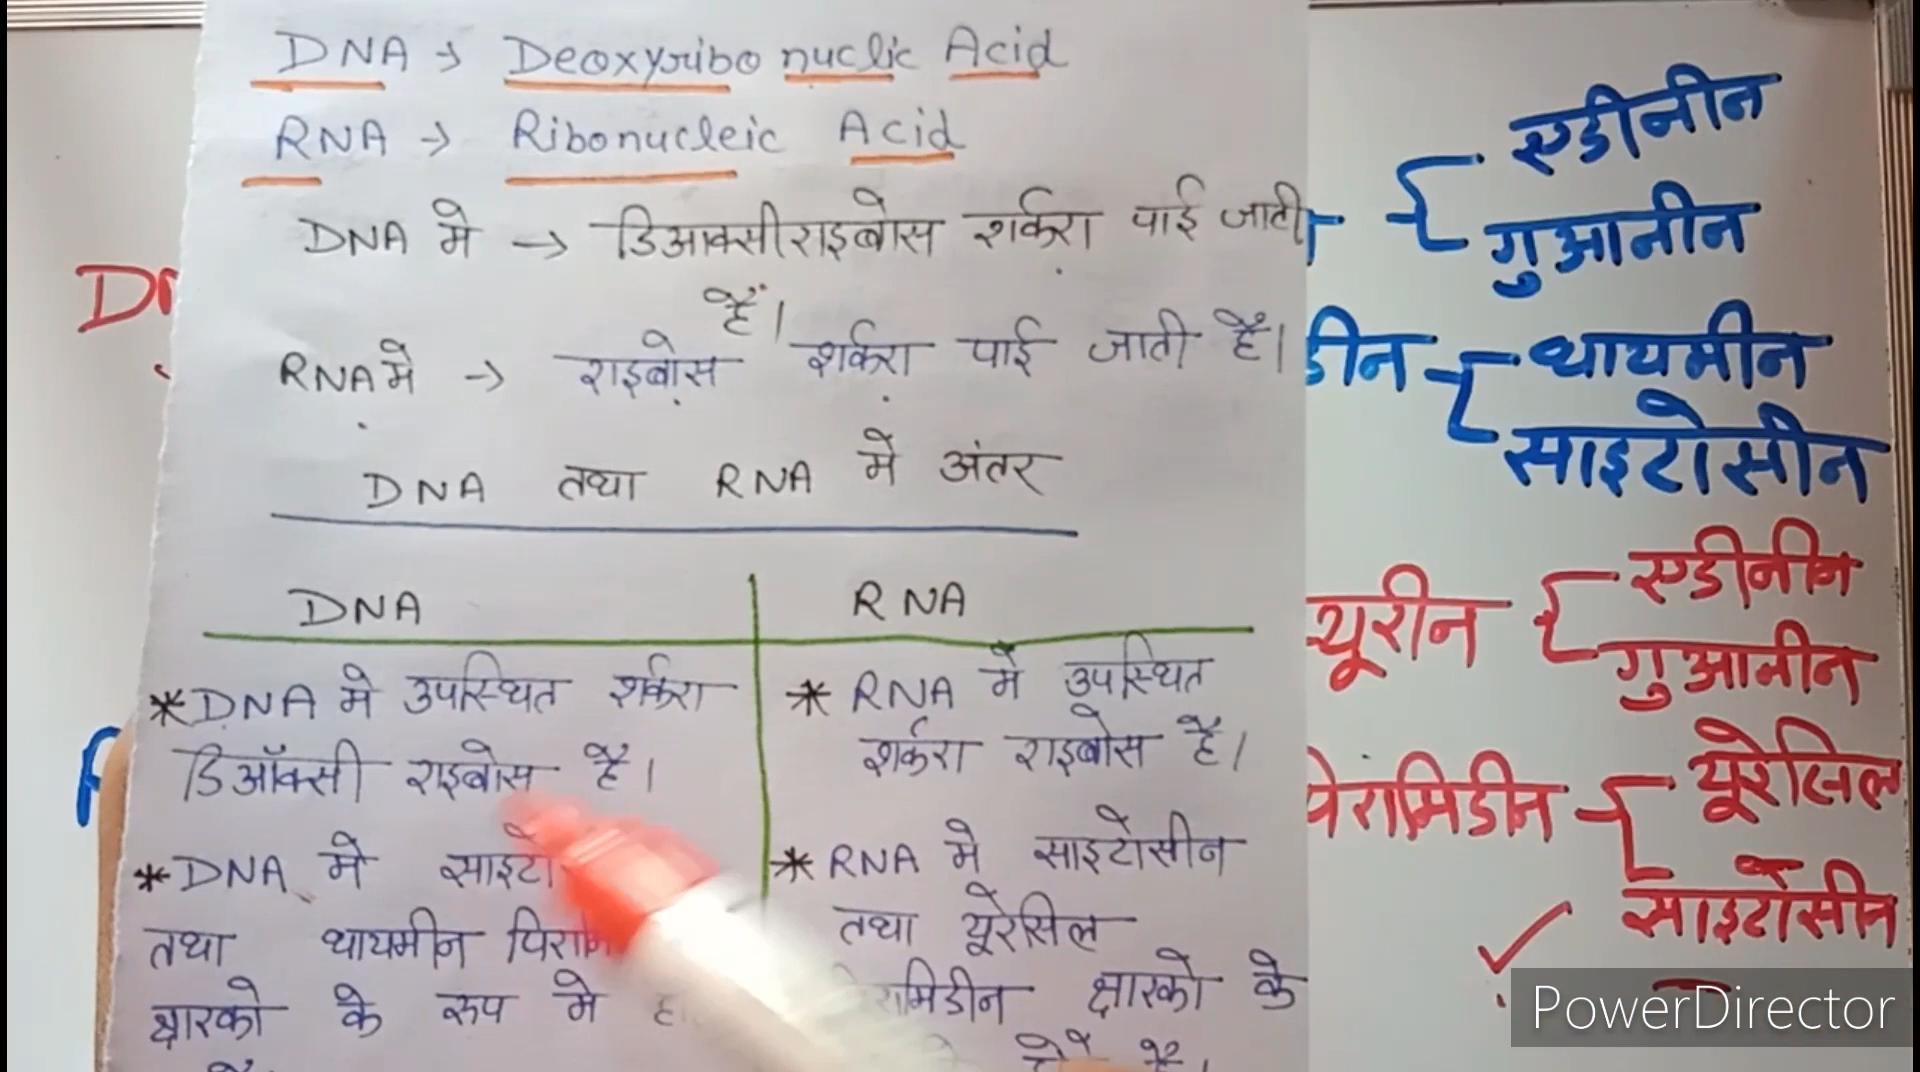 DNA → Deoxyribo nuclic Acid
RNA → Ribonucleic Acid
DNA मे → डिआक्सीराइबोस शर्करा पाई जाती
हैं।
RNA मे → राइबोस शर्करा पाई जाती हैं।
DNA तथा RNA में अंतर
DNA
*DNA मे उपस्थित शर्करा
डिऑक्सी राइबोस है।
*DNA मे
तथा थायमीन
क्षारको के रूप मे
RNA
* RNA में उपस्थित
शर्करा राइबोस है।
* RNA मे साइटोसीन
तथा यूरेसिल
क्षारको के
है।
एडीनीन
गुआनीन
थायमीन
साइटोसीन
एडीनीन
गुआनीन
यूरेसिल
साइटोसीन
PowerDirector